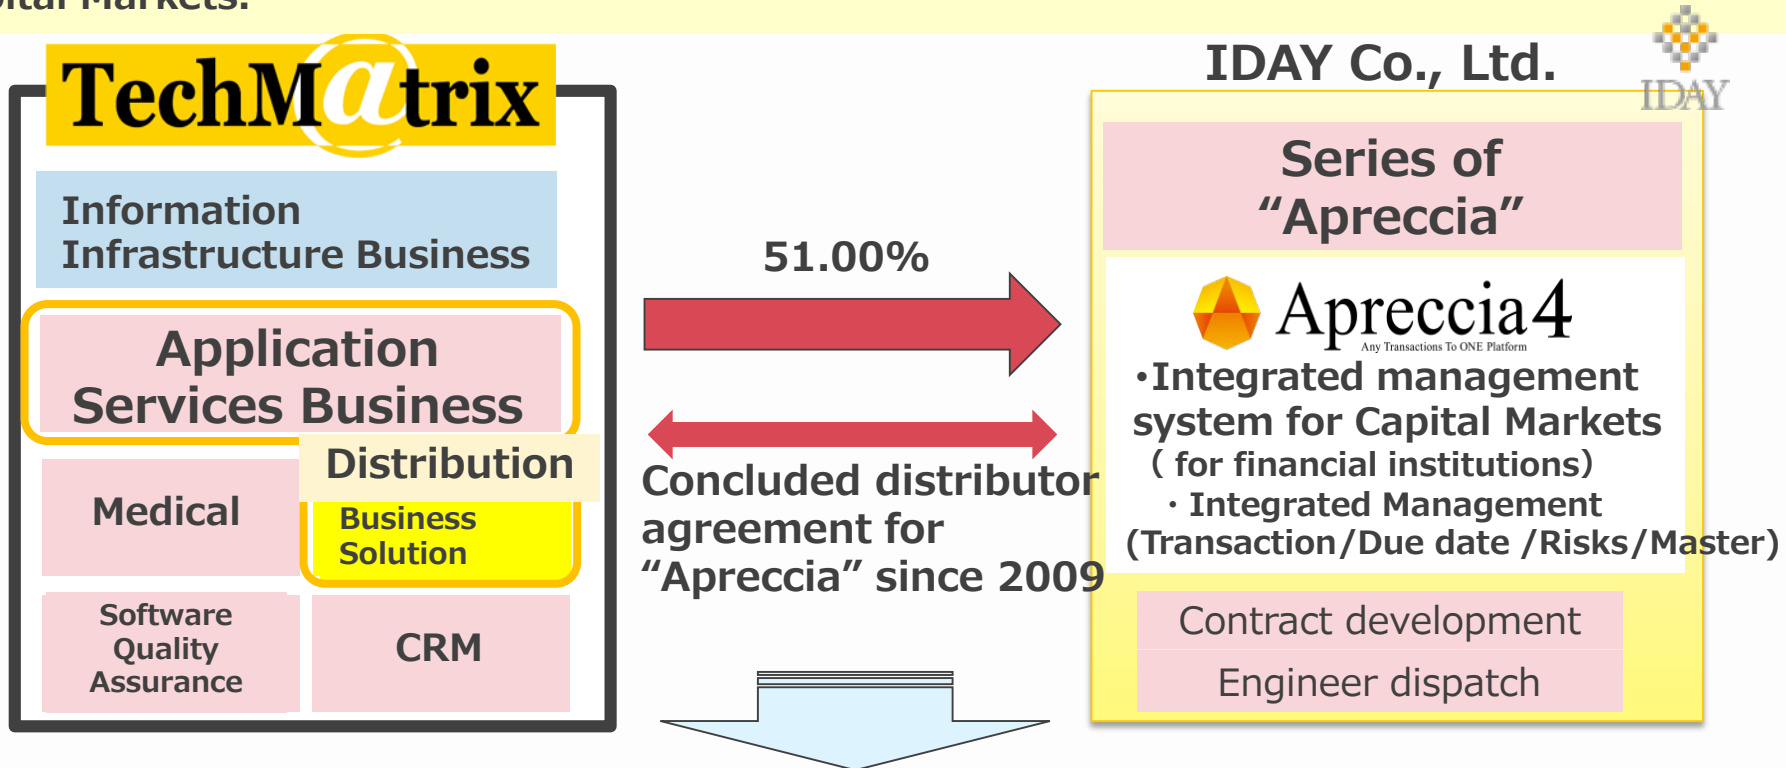 pital Markets.
TechM@trix
Information
Infrastructure Business
Application
Services Business
Distribution
Medical
Business
Solution
Software
Quality
Assurance
CRM
51.00%
Concluded distributor
agreement for
“Apreccia” since 2009
IDAY Co., Ltd.
IDAY
Series of
“Apreccia”
Apreccia4
Any Transactions To ONE Platform
・Integrated management
system for Capital Markets
（ for financial institutions）
・Integrated Management
(Transaction/Due date /Risks/Master)
Contract development
Engineer dispatch